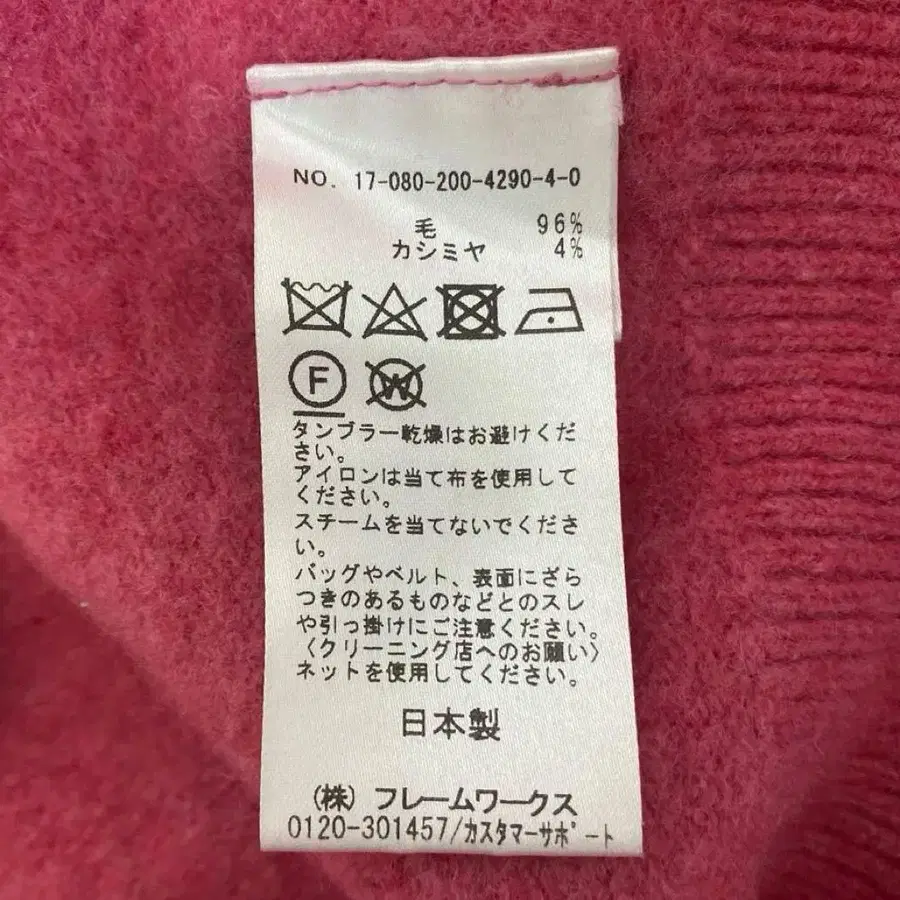 NO. 17-080-200-4290-4-0
毛 96%
カシミヤ 4%
F W
タンブラー乾燥はお避けくだ
さい。
アイロンは当て布を使用して
ください。
スチームを当てないでくださ
い。
バッグやベルト、表面にざら
つきのあるものなどとのスレ
や引っ掛けにご注意ください。
〈クリーニング店へのお願い〉
ネットを使用してください。
日本製
(株) フレームワークス
0120-301457/カスタマーサポート